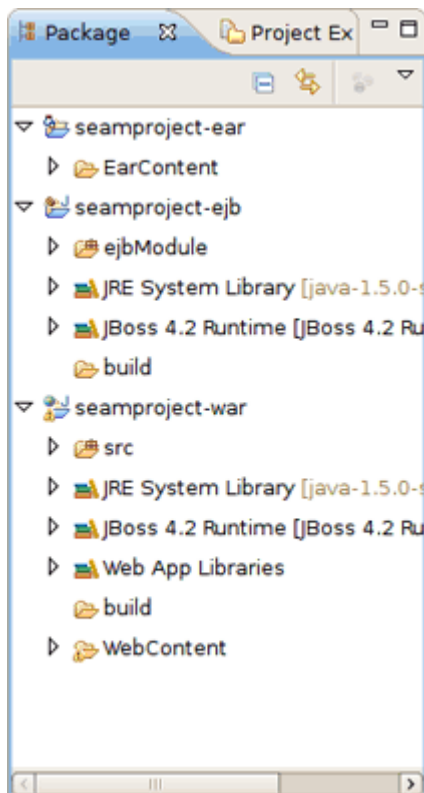 Package Project Ex
seamproject-ear
EarContent
seamproject-ejb
ejbModule
JRE System Library [java-1.5.0-s
JBoss 4.2 Runtime [JBoss 4.2 Ru
build
seamproject-war
src
JRE System Library [java-1.5.0-s
JBoss 4.2 Runtime [JBoss 4.2 Ru
Web App Libraries
build
WebContent